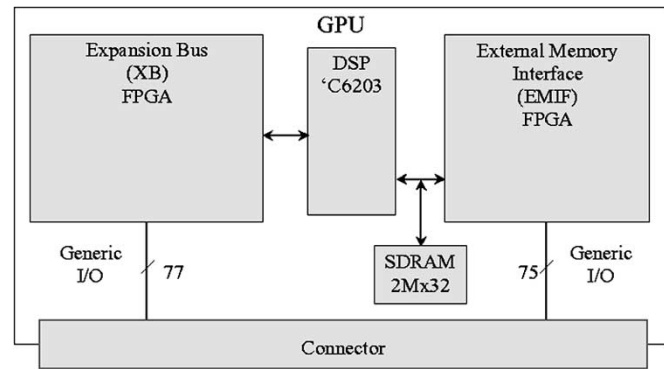 GPU
Expansion Bus
(XB)
FPGA
DSP
‘C6203
External Memory
Interface
(EMIF)
FPGA
Generic
I/O
77
SDRAM
2Mx32
75
Generic
I/O
Connector